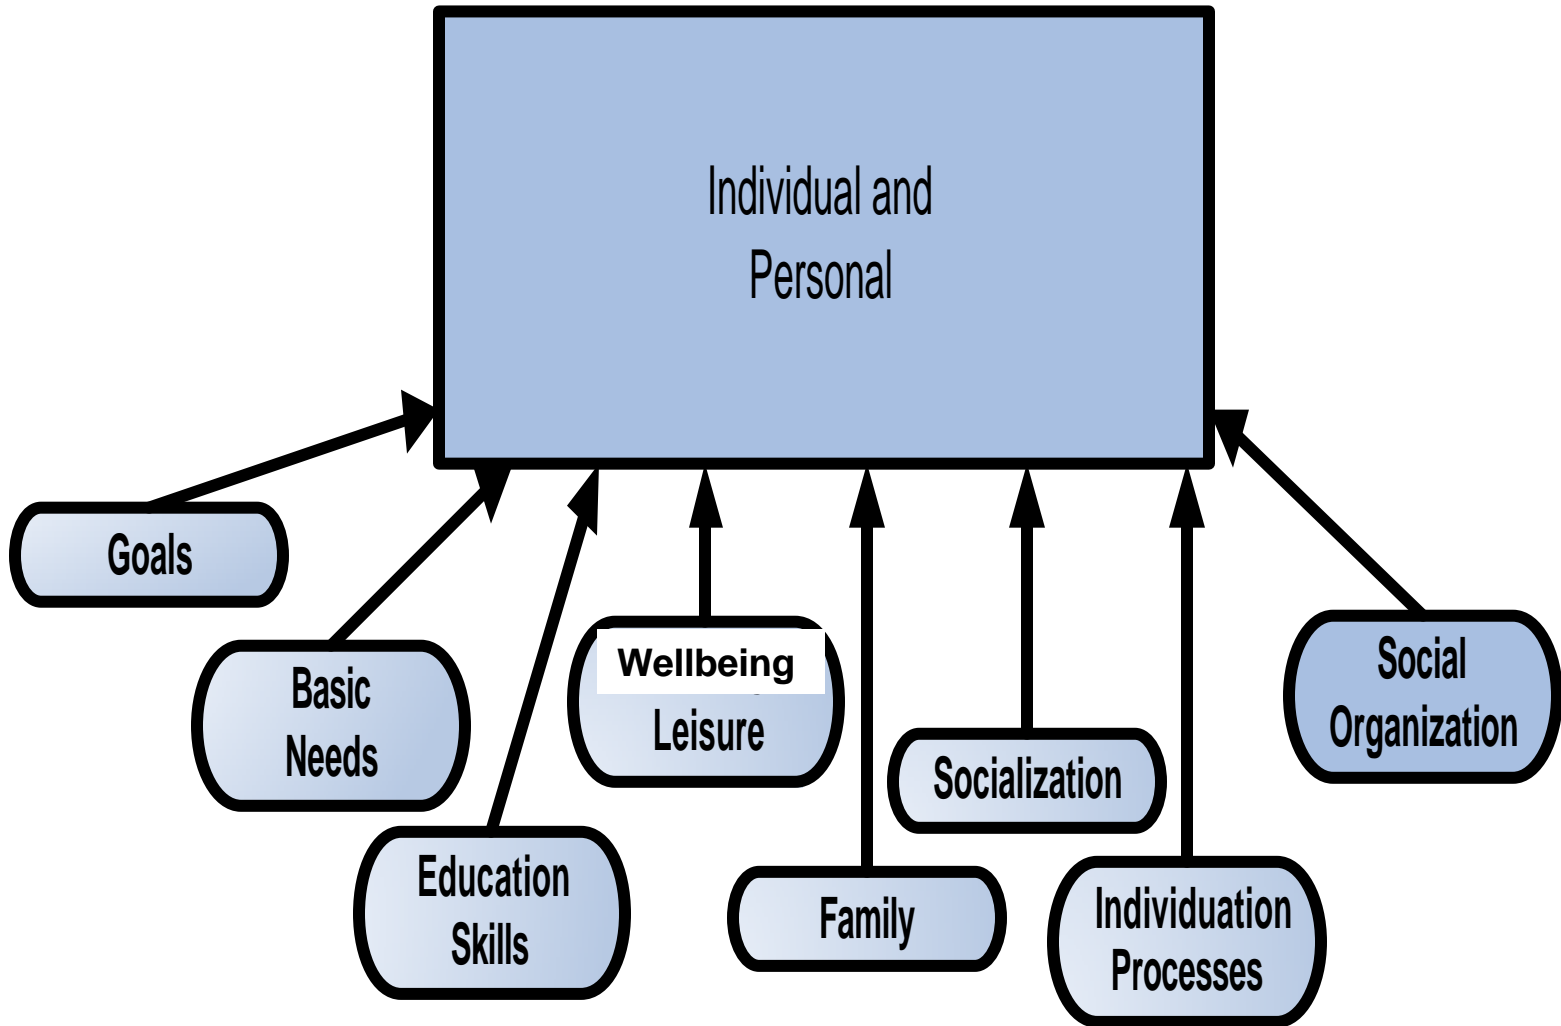 Individual and
Personal
Goals
Basic
Needs
Education
Skills
Wellbeing
Leisure
Family
Socialization
Individuation
Processes
Social
Organization